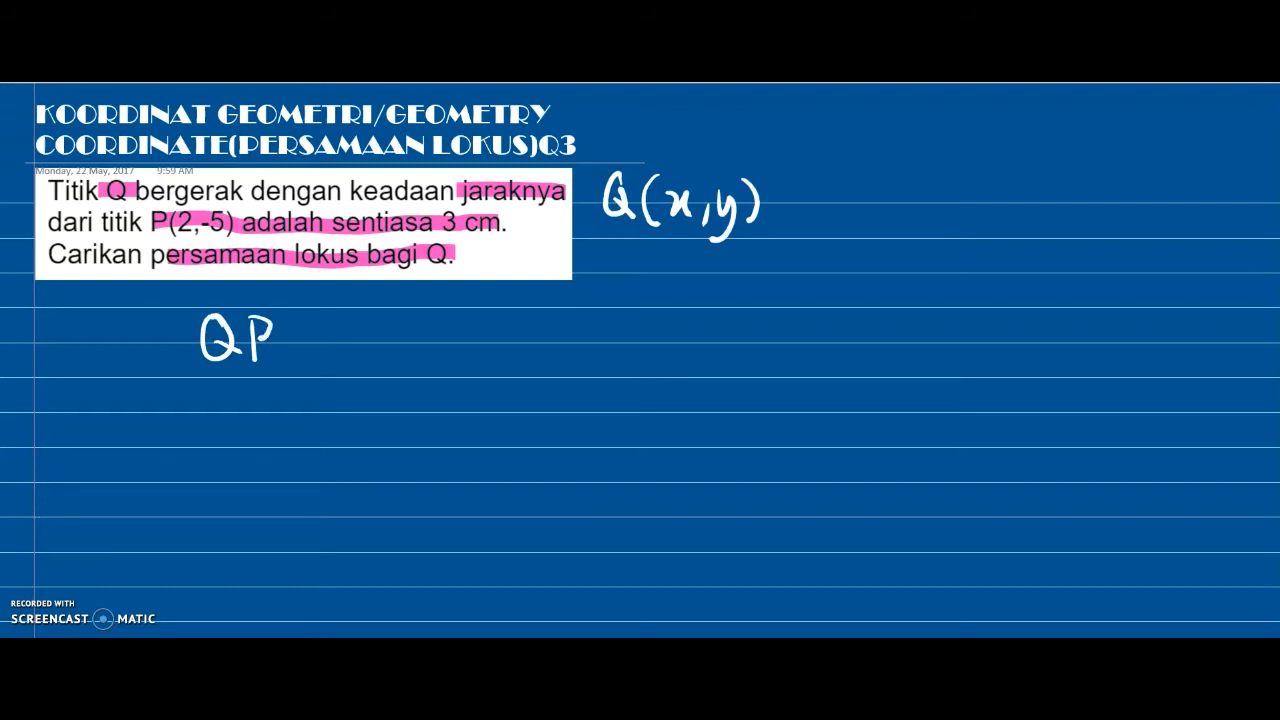 KOORDINAT GEOMETRI/GEOMETRY
COORDINATE(PERSAMAAN LOKUS)Q3
Monday, 22 May, 2017 9:59 AM
Titik Q bergerak dengan keadaan jaraknya
dari titik P(2,-5) adalah sentiasa 3 cm.
Carikan persamaan lokus bagi Q.
Q(x,y)
QP
RECORDED WITH
SCREENCAST MATIC